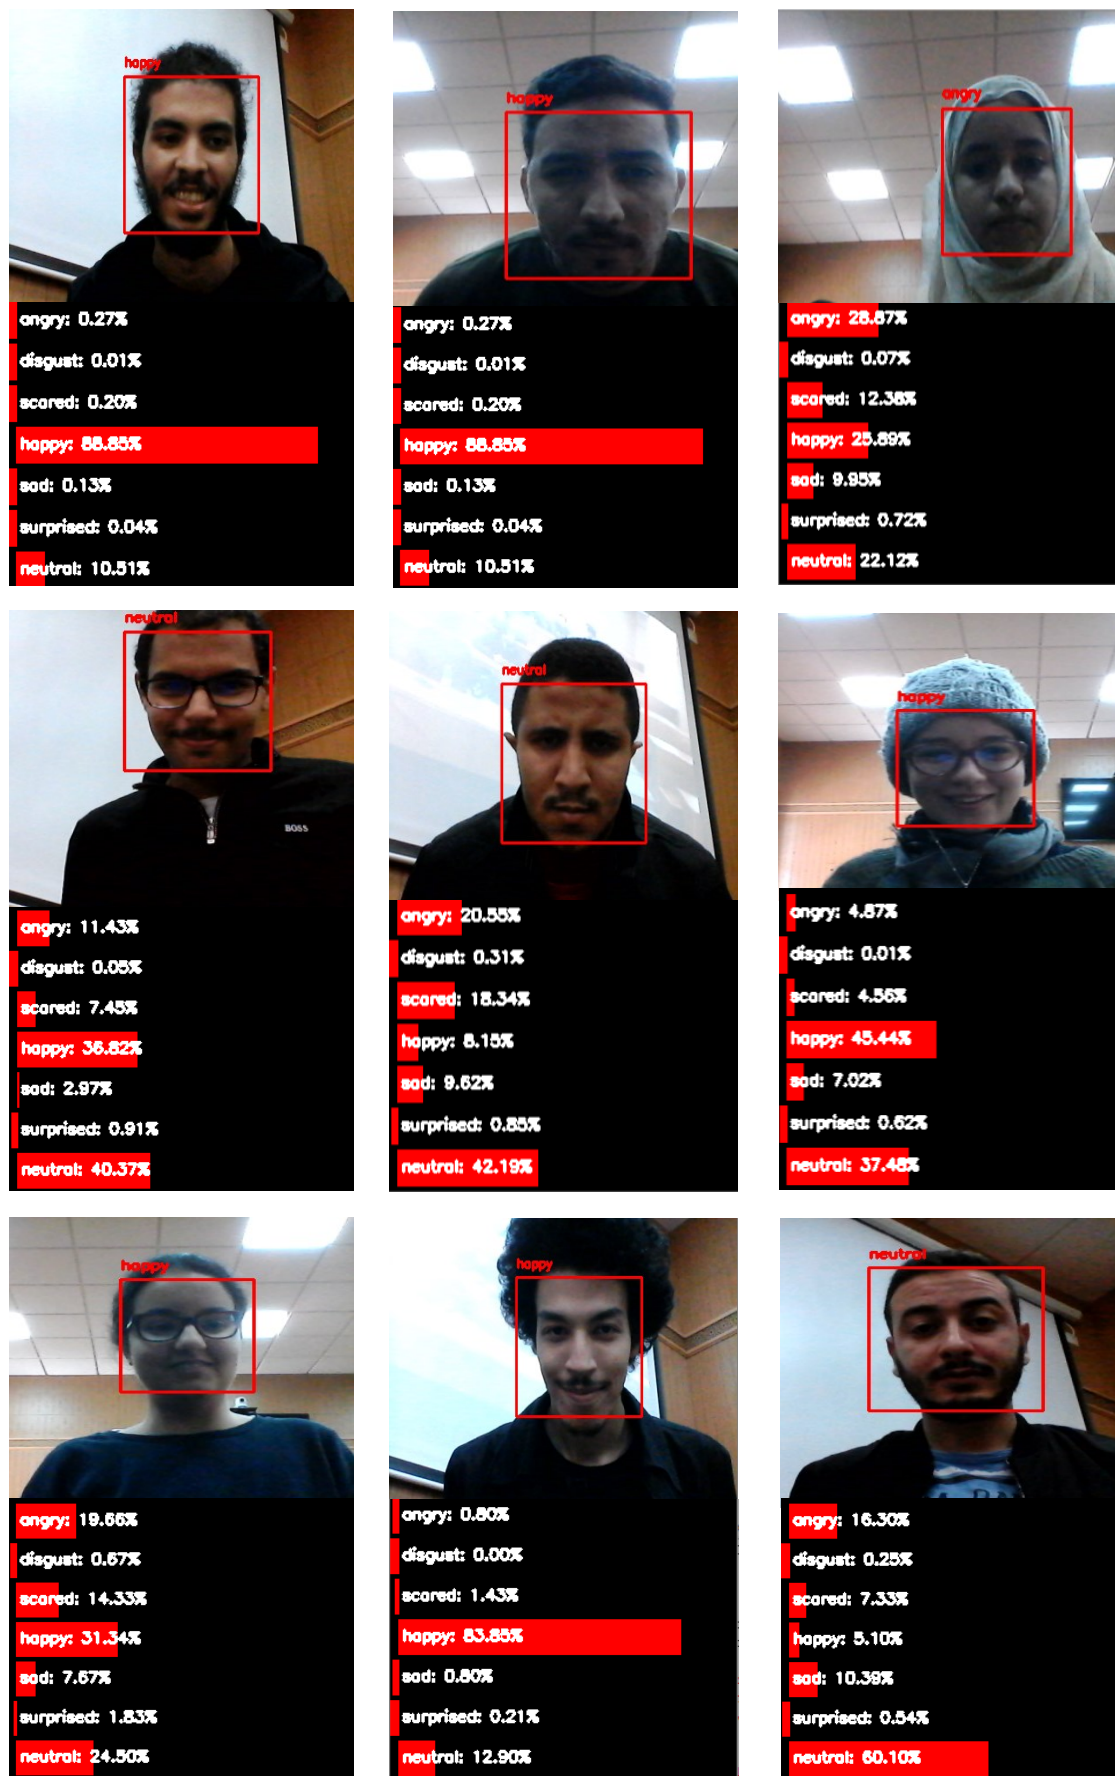 happy
happy
angry
angry: 0.27%
disgust: 0.01%
scared: 0.20%
happy: 88.85%
sad: 0.13%
surprised: 0.04%
neutral: 10.51%
angry: 0.27%
disgust: 0.01%
scared: 0.20%
happy: 88.85%
sad: 0.13%
surprised: 0.04%
neutral: 10.51%
angry: 28.87%
disgust: 0.07%
scared: 12.38%
happy: 25.89%
sad: 9.95%
surprised: 0.72%
neutral: 22.12%
neutral
neutral
happy
BOSS
angry: 11.43%
disgust: 0.05%
scared: 7.45%
happy: 36.82%
sad: 2.97%
surprised: 0.91%
neutral: 40.37%
angry: 20.55%
disgust: 0.31%
scared: 18.34%
happy: 8.15%
sad: 9.62%
surprised: 0.85%
neutral: 42.19%
angry: 4.87%
disgust: 0.01%
scared: 4.56%
happy: 45.44%
sad: 7.02%
surprised: 0.62%
neutral: 37.48%
happy
happy
neutral
angry: 19.66%
disgust: 0.67%
scared: 14.33%
happy: 31.34%
sad: 7.67%
surprised: 1.83%
neutral: 24.50%
angry: 0.80%
disgust: 0.00%
scared: 1.43%
happy: 83.85%
sad: 0.80%
surprised: 0.21%
neutral: 12.90%
angry: 16.30%
disgust: 0.25%
scared: 7.33%
happy: 5.10%
sad: 10.39%
surprised: 0.54%
neutral: 60.10%